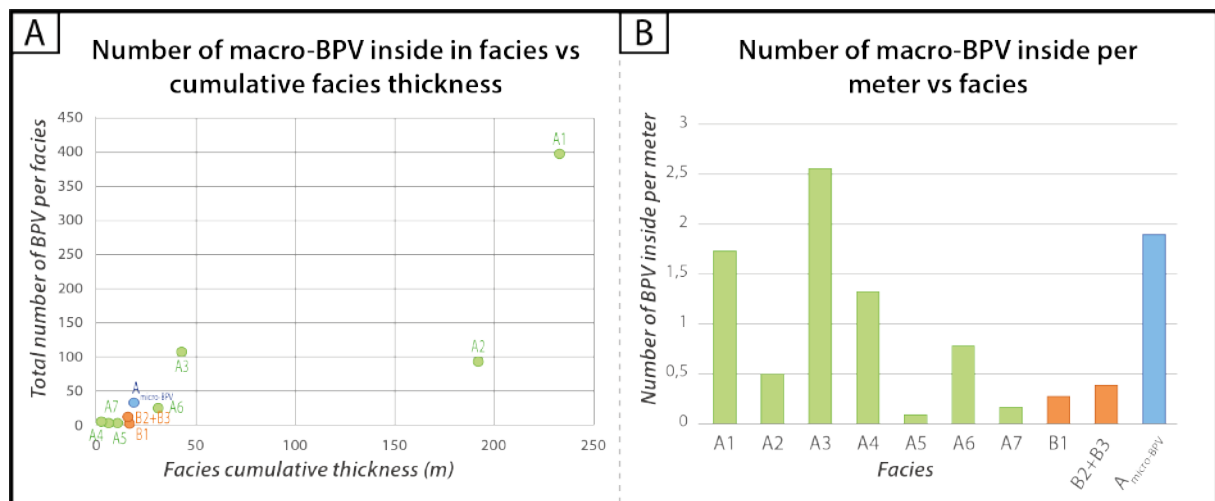 A
Number of macro-BPV inside in facies vs
cumulative facies thickness
Total number of BPV per facies
450
400
350
300
250
200
150
100
50
0
A1
A2
A3
A
micro-BPV
A7
A6
B2+B3
A4
A5
B1
0
50
100
150
200
250
Facies cumulative thickness (m)
B
Number of macro-BPV inside per
meter vs facies
Number of BPV inside per meter
3
2,5
2
1,5
1
0,5
0
A1
A2
A3
A4
A5
A6
A7
B1
B2+B3
A micro-BPV
Facies